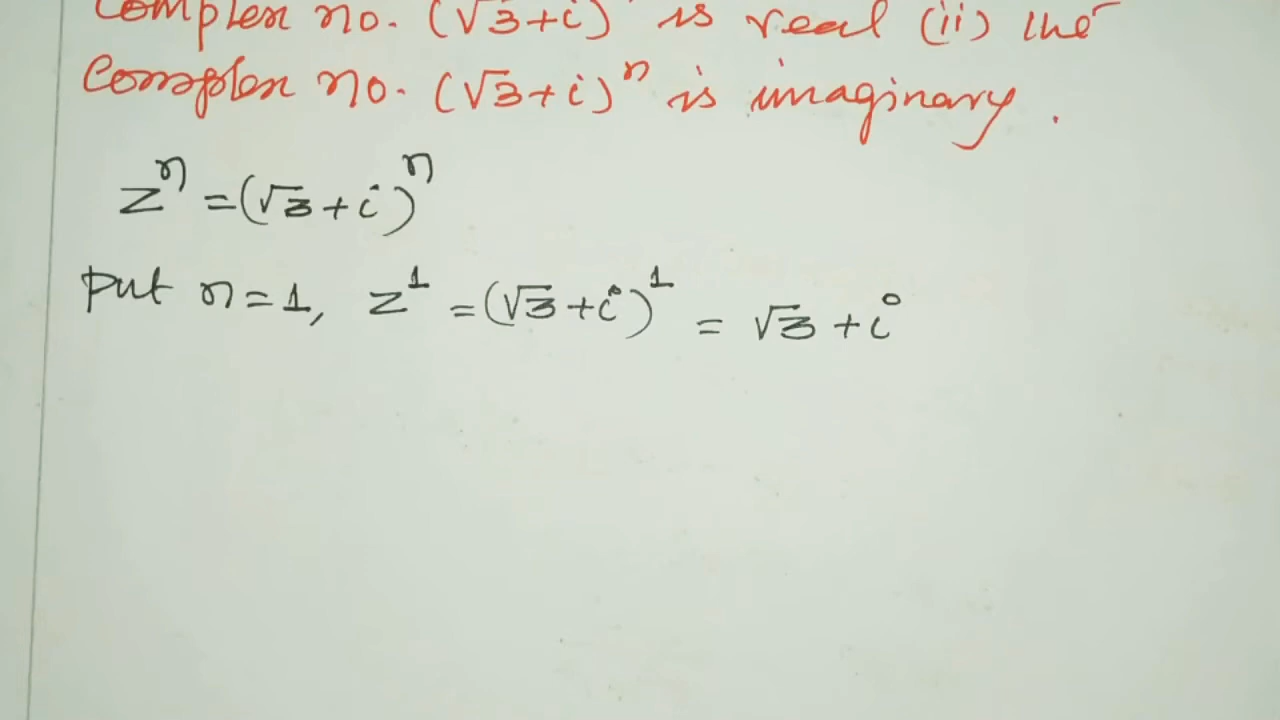 Complex no. (√3+i) is real (ii) the
Complex no. (√3+i)ⁿ is imaginary.
zⁿ = (√3+i)ⁿ
Put n=1, z¹ = (√3+i)¹ = √3+i